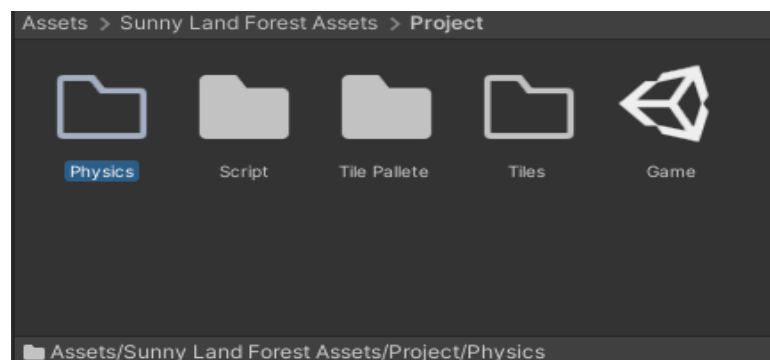 Assets > Sunny Land Forest Assets > Project
Physics Script Tile Pallete Tiles Game
Assets/Sunny Land Forest Assets/Project/Physics